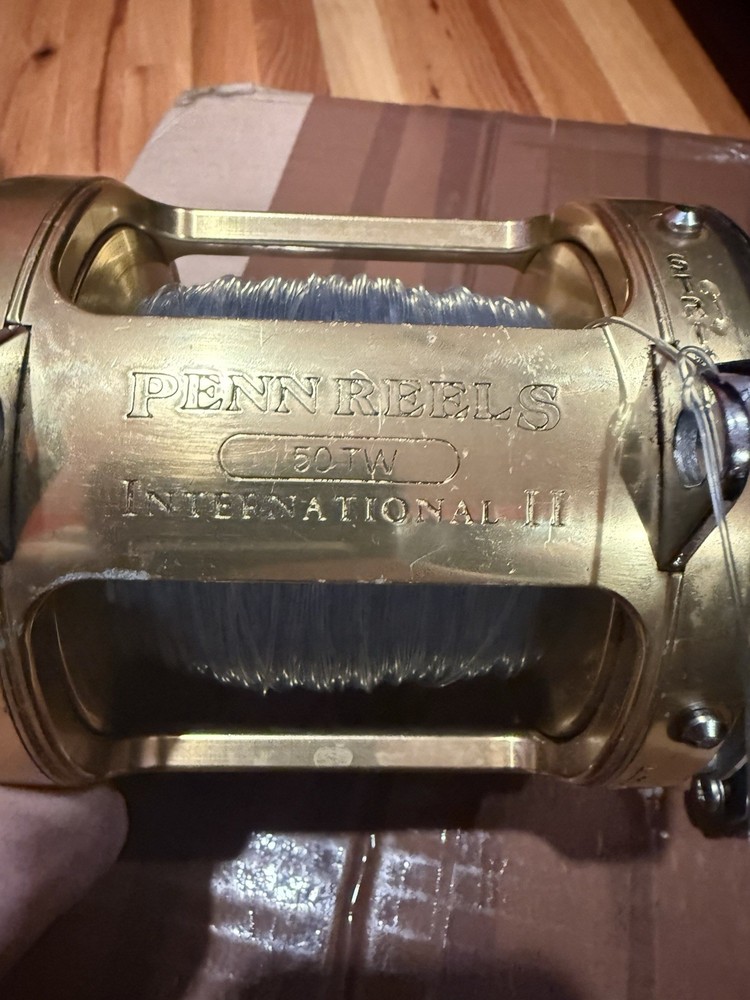 PENN REELS
50TW
INTERNATIONAL II